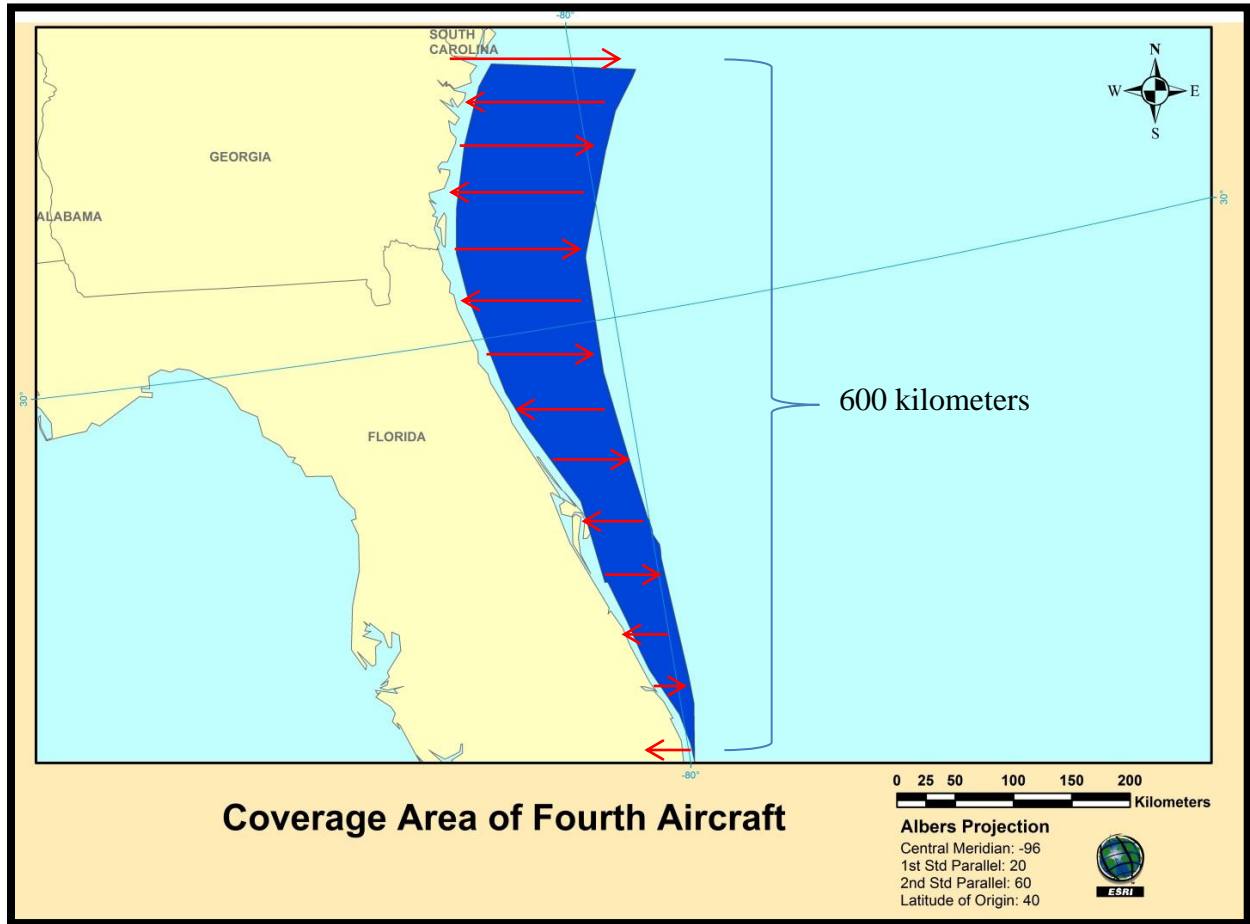 -80°
SOUTH
CAROLINA
N
W
E
S
GEORGIA
ALABAMA
30°
30°
600 kilometers
FLORIDA
-80°
0 25 50 100 150 200
Kilometers
Coverage Area of Fourth Aircraft
Albers Projection
Central Meridian: -96
1st Std Parallel: 20
2nd Std Parallel: 60
Latitude of Origin: 40
ESRI